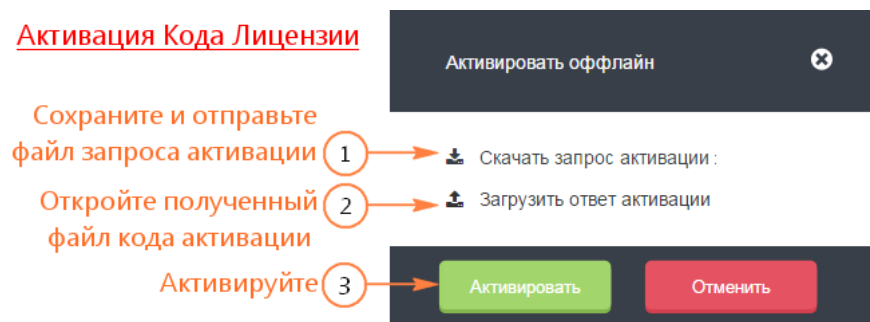 Активация Кода Лицензии
Активировать оффлайн
Сохраните и отправьте
файл запроса активации 1
Скачать запрос активации :
Откройте полученный 2
файл кода активации
Загрузить ответ активации
Активируйте 3
Активировать
Отменить